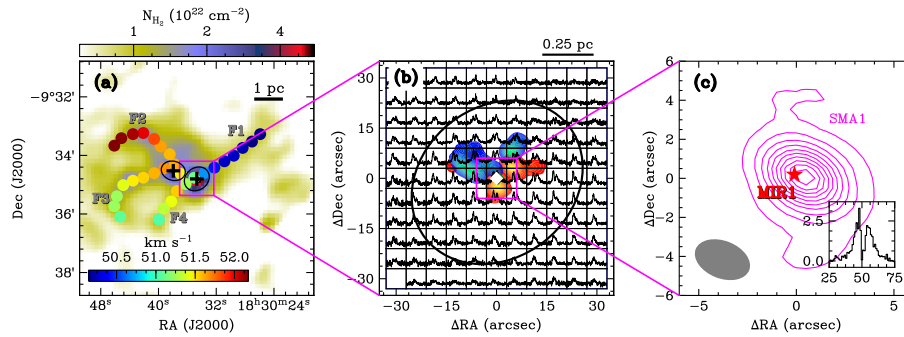 N_{H_2} (10^{22} cm^{-2})
1 2 4
(a)
1 pc
F1
F2
F3
F4
km s^{-1}
50.5 51.0 51.5 52.0
-9°32'
34'
36'
38'
Dec (J2000)
48^s 40^s 32^s 18^h30^m24^s
RA (J2000)
0.25 pc
(b)
30
15
0
-15
-30
ΔDec (arcsec)
-30 -15 0 15 30
ΔRA (arcsec)
(c)
SMA1
MIR1
6
4
2
0
-2
-4
-6
ΔDec (arcsec)
2.5
0.0
25 50 75
-5 0 5
ΔRA (arcsec)